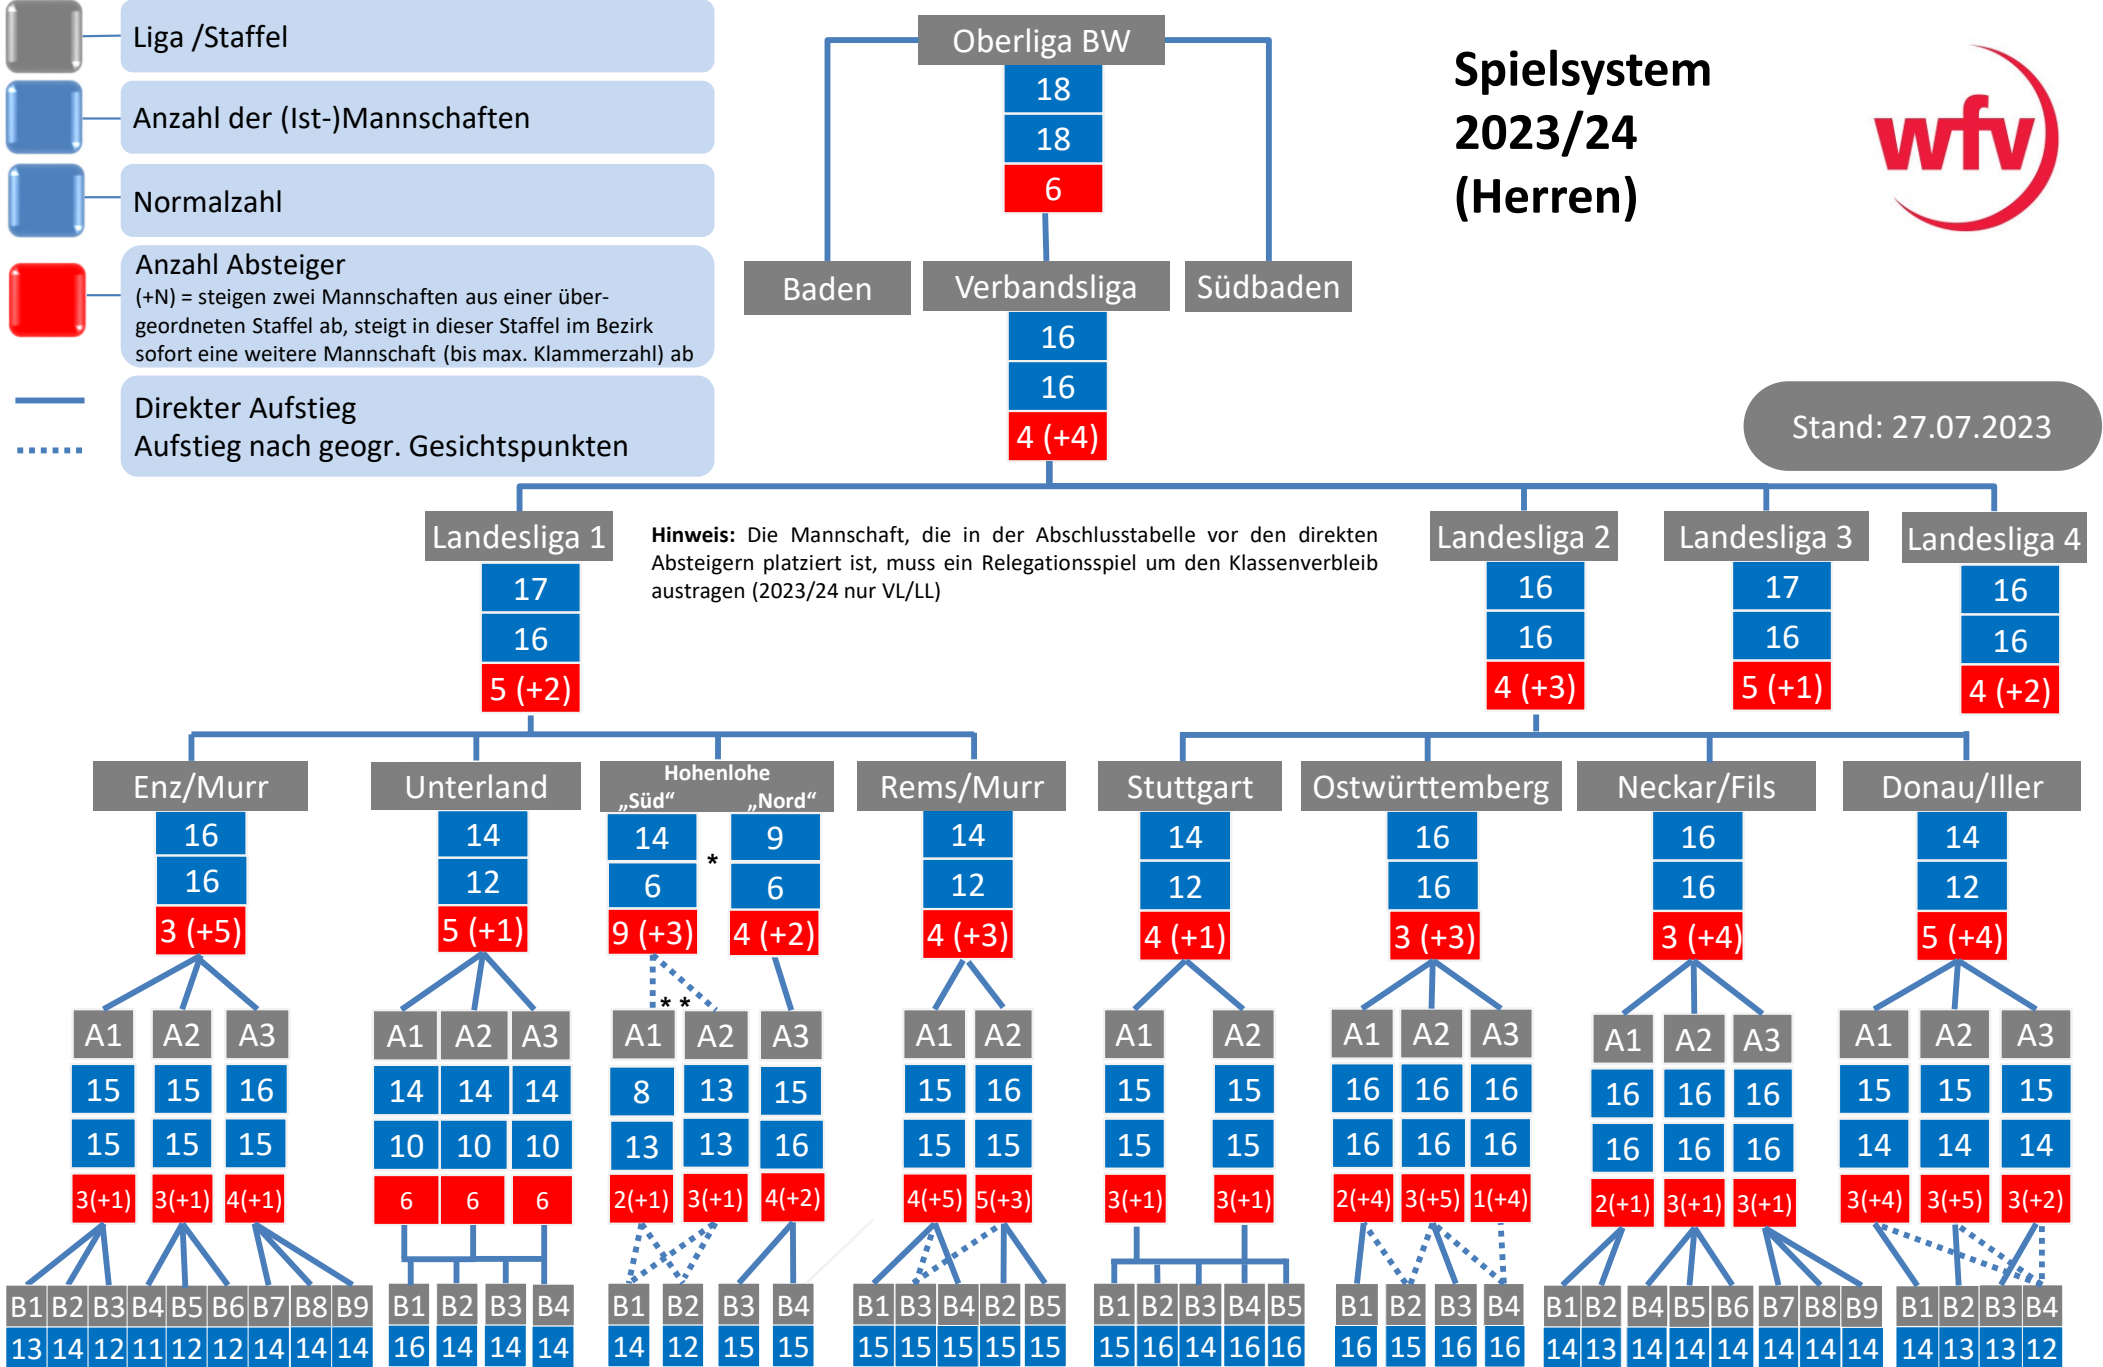 Liga /Staffel
Anzahl der (Ist-)Mannschaften
Normalzahl
Anzahl Absteiger
(+N) = steigen zwei Mannschaften aus einer über-
geordneten Staffel ab, steigt in dieser Staffel im Bezirk
sofort eine weitere Mannschaft (bis max. Klammerzahl) ab
Direkter Aufstieg
Aufstieg nach geogr. Gesichtspunkten
Oberliga BW
18
18
6
Spielsystem
2023/24
(Herren)
wfv
Baden Verbandsliga Südbaden
16
16
4 (+4)
Stand: 27.07.2023
Landesliga 1 Landesliga 2 Landesliga 3 Landesliga 4
Hinweis: Die Mannschaft, die in der Abschlusstabelle vor den direkten
Absteigern platziert ist, muss ein Relegationsspiel um den Klassenverbleib
austragen (2023/24 nur VL/LL)
17 16 17 16
16 16 16 16
5 (+2) 4 (+3) 5 (+1) 4 (+2)
Enz/Murr Unterland Hohenlohe Rems/Murr Stuttgart Ostwürttemberg Neckar/Fils Donau/Iller
„Süd“ „Nord“
16 14 14 * 9 14 14 16 16 14
16 12 6 6 12 12 16 16 12
3 (+5) 5 (+1) 9 (+3) 4 (+2) 4 (+3) 4 (+1) 3 (+3) 3 (+4) 5 (+4)
* *
A1 A2 A3 A1 A2 A3 A1 A2 A3 A1 A2 A1 A2 A1 A2 A3 A1 A2 A3 A1 A2 A3
15 15 16 14 14 14 8 13 15 15 16 15 15 16 16 16 16 16 16 15 15 15
15 15 15 10 10 10 13 13 16 15 15 15 15 16 16 16 16 16 16 14 14 14
3(+1) 3(+1) 4(+1) 6 6 6 2(+1) 3(+1) 4(+2) 4(+5) 5(+3) 3(+1) 3(+1) 2(+4) 3(+5) 1(+4) 2(+1) 3(+1) 3(+1) 3(+4) 3(+5) 3(+2)
B1 B2 B3 B4 B5 B6 B7 B8 B9 B1 B2 B3 B4 B1 B2 B3 B4 B1 B3 B4 B2 B5 B1 B2 B3 B4 B5 B1 B2 B3 B4 B1 B2 B4 B5 B6 B7 B8 B9 B1 B2 B3 B4
13 14 12 11 12 12 14 14 14 16 14 14 14 14 12 15 15 15 15 15 15 15 15 16 14 16 16 16 15 16 16 14 13 14 14 14 14 14 14 14 13 13 12